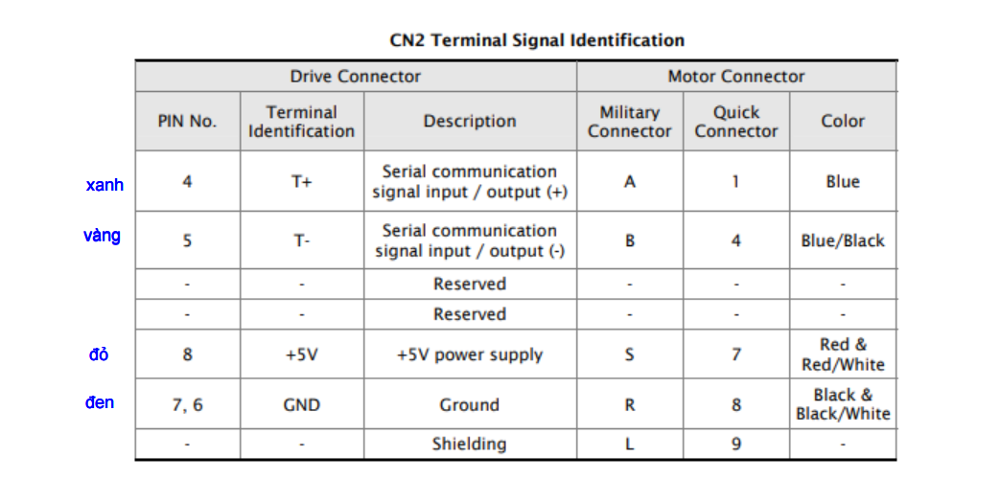 CN2 Terminal Signal Identification
Drive Connector Motor Connector
PIN No. Terminal Identification Description Military Connector Quick Connector Color
xanh 4 T+ Serial communication signal input / output (+) A 1 Blue
vàng 5 T- Serial communication signal input / output (-) B 4 Blue/Black
- - Reserved - - -
- - Reserved - - -
đỏ 8 +5V +5V power supply S 7 Red & Red/White
đen 7, 6 GND Ground R 8 Black & Black/White
- - Shielding L 9 -